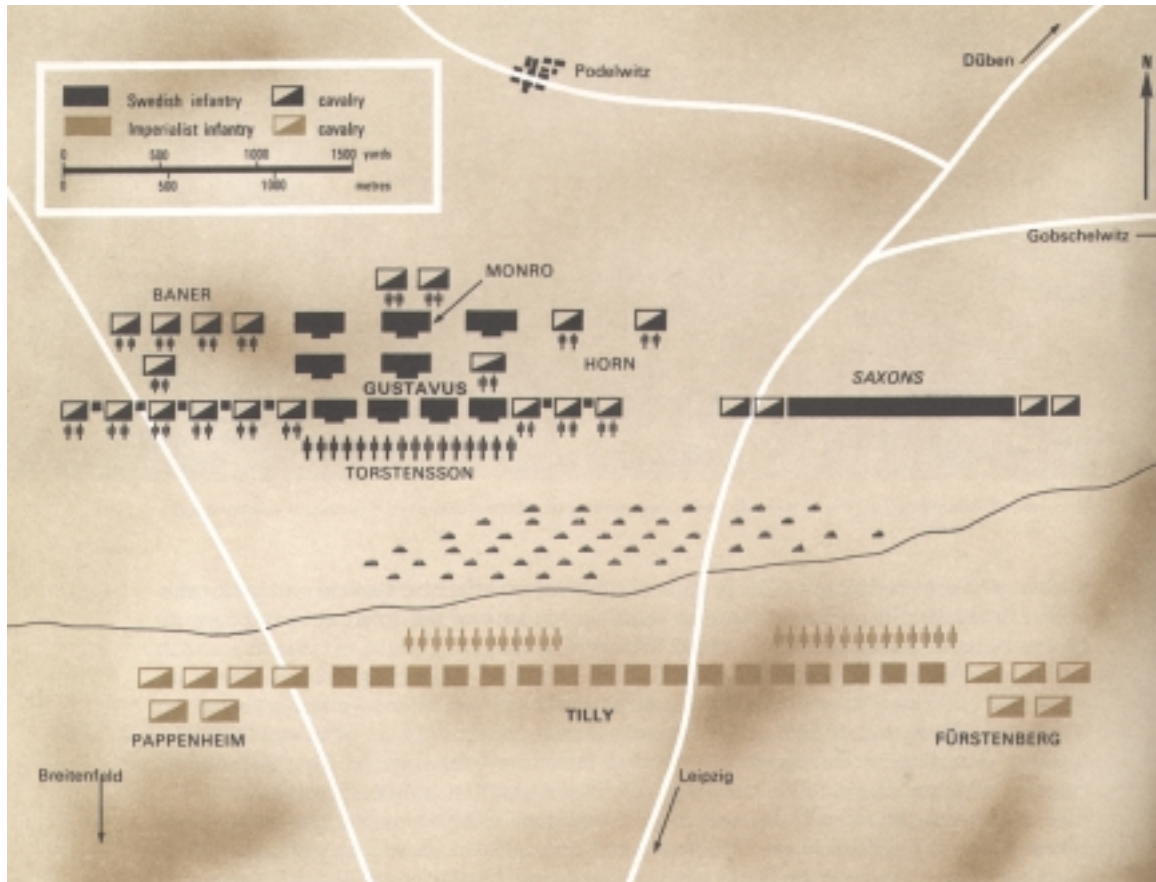 Podelwitz
Düben
N
Swedish infantry cavalry
Imperialist infantry cavalry
0 500 1000 1500 yards
0 500 1000 metres
Gobschelwitz
MONRO
BANER
HORN
GUSTAVUS
SAXONS
TORSTENSSON
TILLY
PAPPENHEIM
FÜRSTENBERG
Breitenfeld
Leipzig